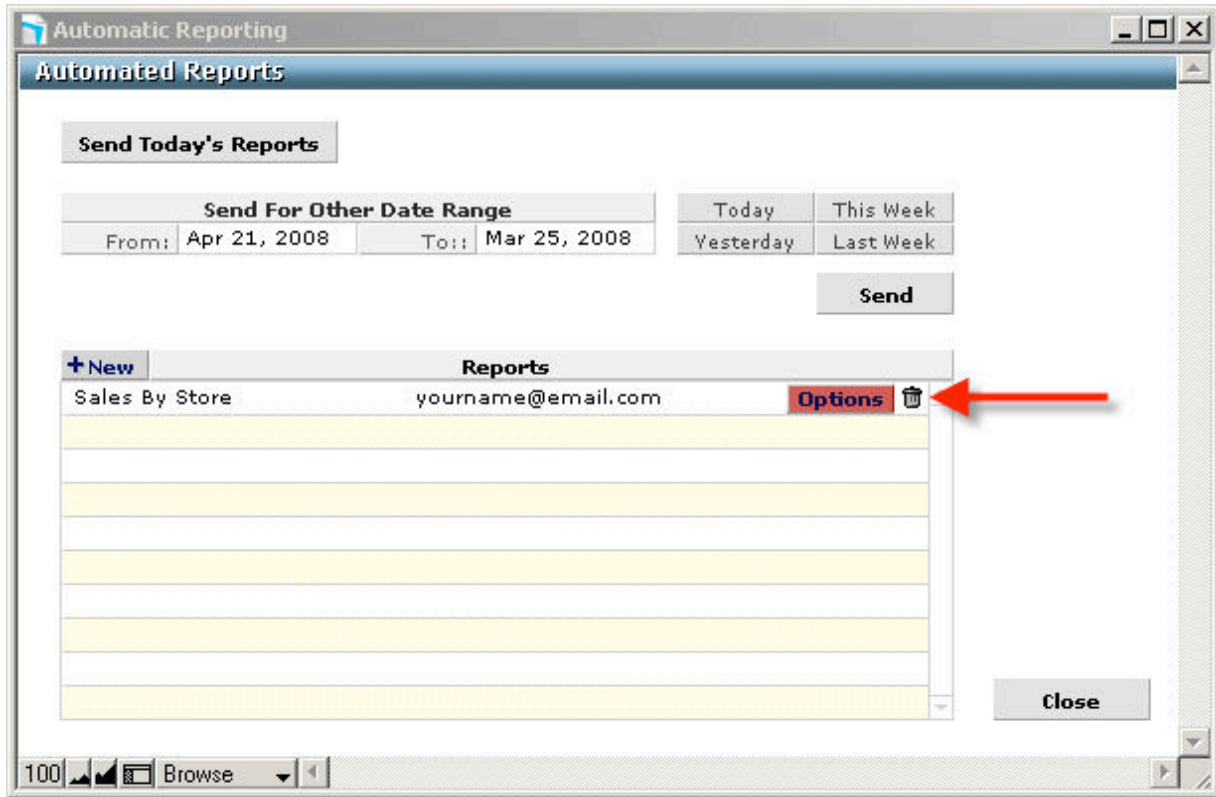 Automatic Reporting
Automated Reports
Send Today's Reports
Send For Other Date Range
From: Apr 21, 2008 To:: Mar 25, 2008
Today This Week
Yesterday Last Week
Send
+New Reports
Sales By Store yourname@email.com Options
Close
100 Browse